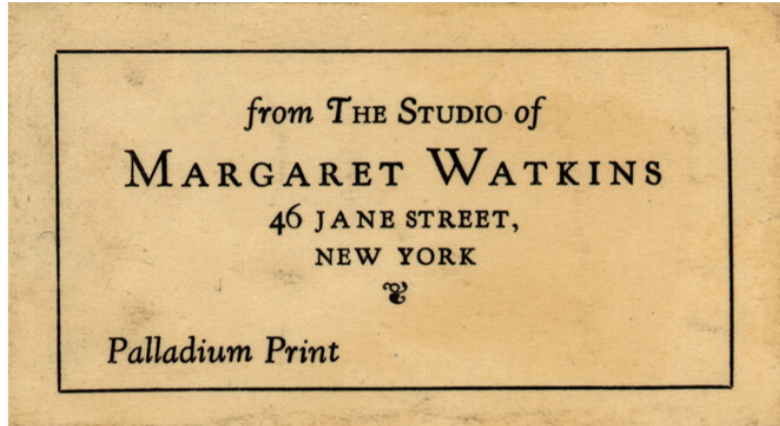 from The Studio of
Margaret Watkins
46 Jane Street,
New York
Palladium Print